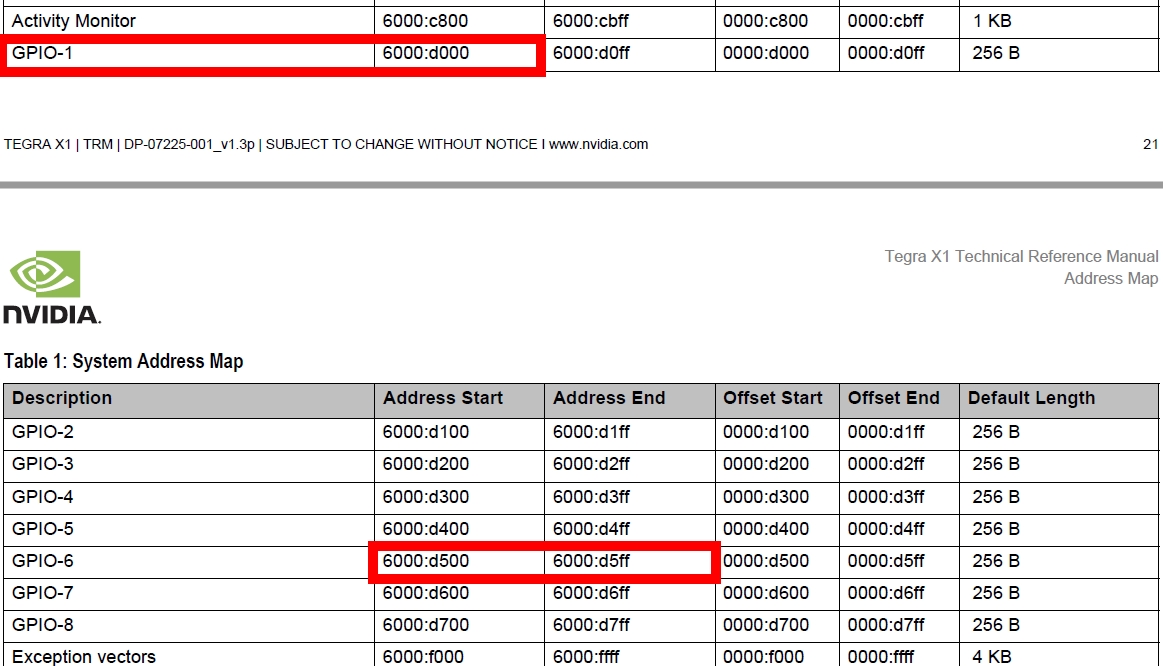 Activity Monitor 6000:c800 6000:cbff 0000:c800 0000:cbff 1 KB
GPIO-1 6000:d000 6000:d0ff 0000:d000 0000:d0ff 256 B
TEGRA X1 | TRM | DP-07225-001_v1.3p | SUBJECT TO CHANGE WITHOUT NOTICE I www.nvidia.com 21
Tegra X1 Technical Reference Manual
Address Map
NVIDIA.
Table 1: System Address Map
Description Address Start Address End Offset Start Offset End Default Length
GPIO-2 6000:d100 6000:d1ff 0000:d100 0000:d1ff 256 B
GPIO-3 6000:d200 6000:d2ff 0000:d200 0000:d2ff 256 B
GPIO-4 6000:d300 6000:d3ff 0000:d300 0000:d3ff 256 B
GPIO-5 6000:d400 6000:d4ff 0000:d400 0000:d4ff 256 B
GPIO-6 6000:d500 6000:d5ff 0000:d500 0000:d5ff 256 B
GPIO-7 6000:d600 6000:d6ff 0000:d600 0000:d6ff 256 B
GPIO-8 6000:d700 6000:d7ff 0000:d700 0000:d7ff 256 B
Exception vectors 6000:f000 6000:ffff 0000:f000 0000:ffff 4 KB